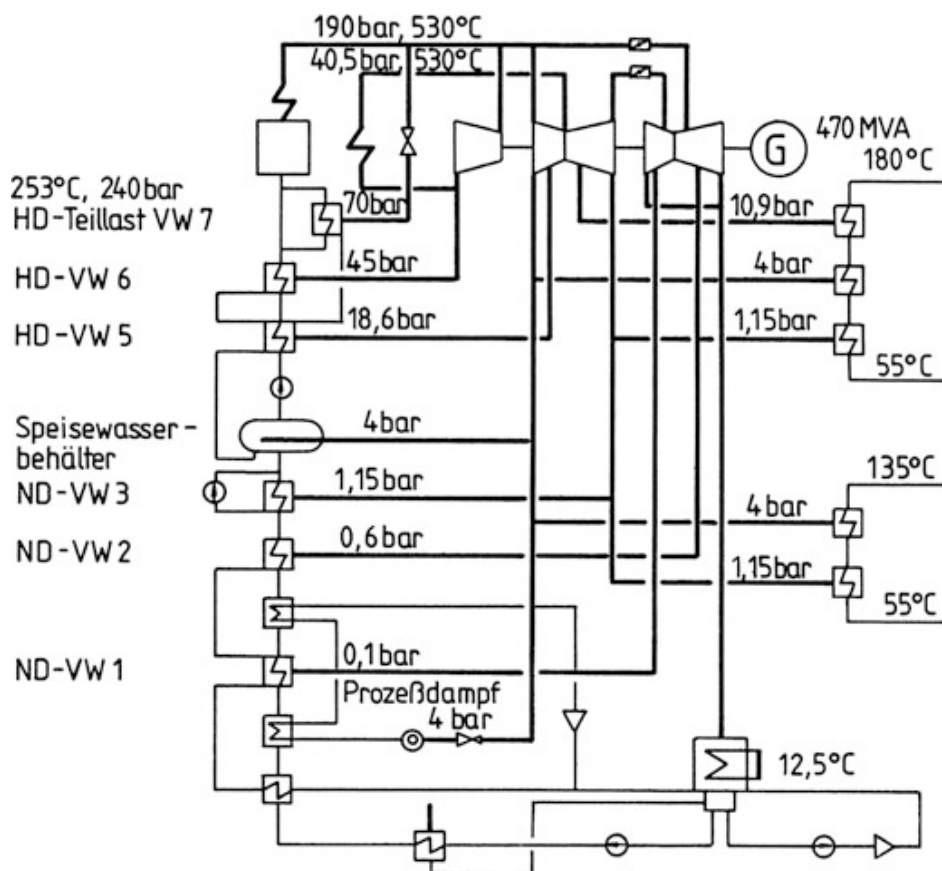 190 bar, 530°C
40,5 bar, 530°C
G
470 MVA
180°C
253°C, 240 bar
HD-Teillast VW 7
70 bar
10,9 bar
HD-VW 6
45 bar
4 bar
HD-VW 5
18,6 bar
1,15 bar
55°C
Speisewasser-
behälter
4 bar
135°C
ND-VW 3
1,15 bar
4 bar
ND-VW 2
0,6 bar
1,15 bar
55°C
ND-VW 1
0,1 bar
Prozeßdampf
4 bar
12,5°C